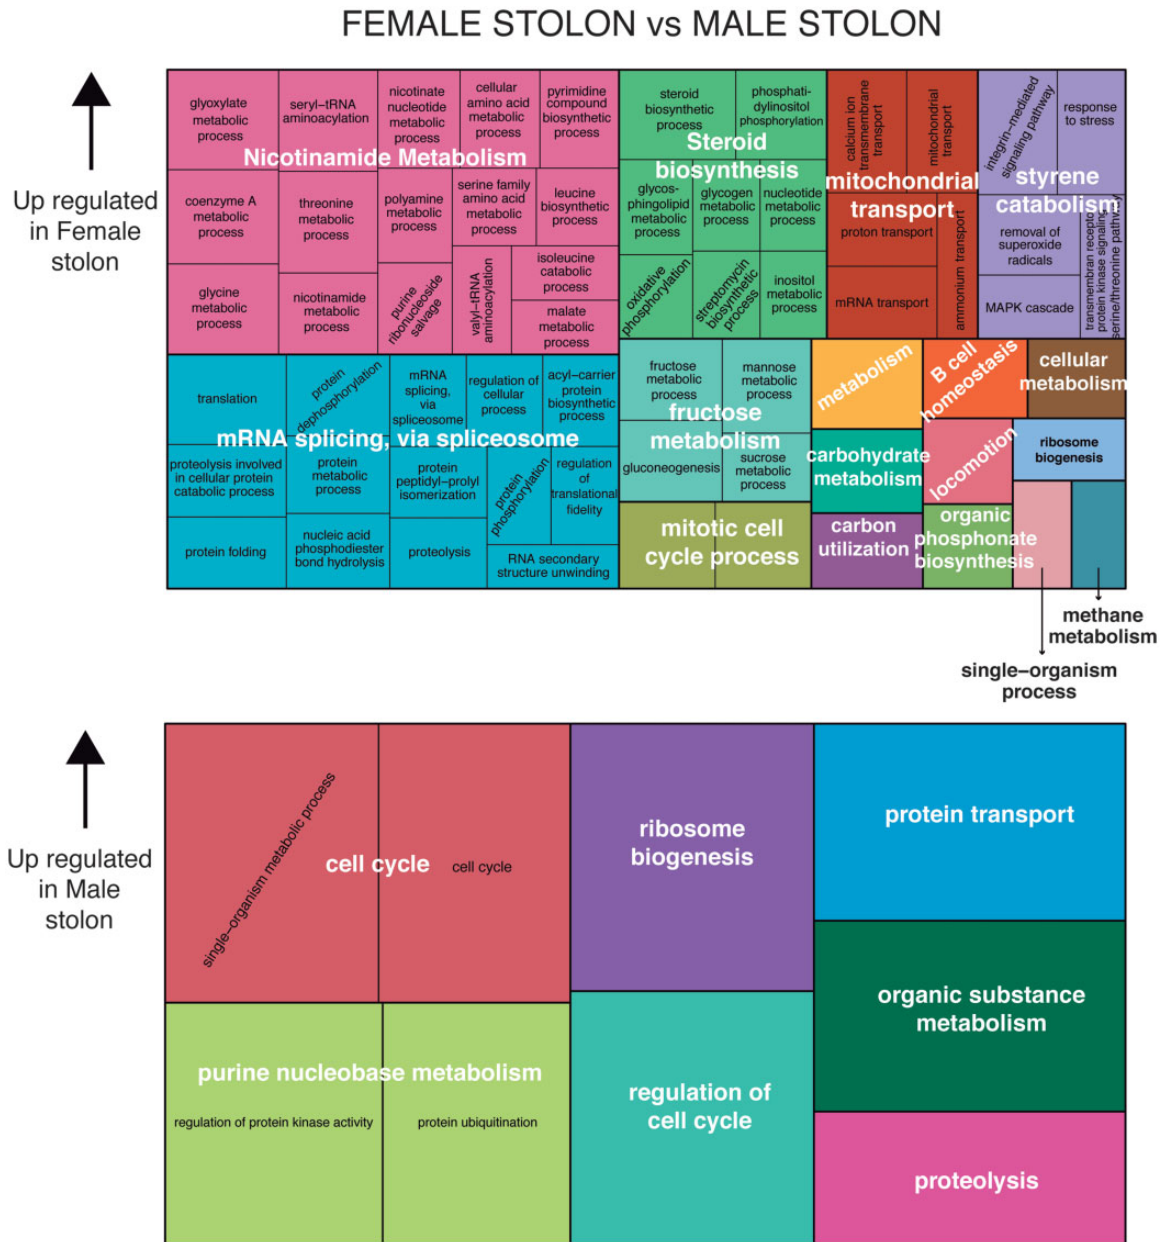 FEMALE STOLON vs MALE STOLON
Up regulated
in Female
stolon
glyoxylate
metabolic
process
seryl-tRNA
aminoacylation
nicotinate
nucleotide
metabolic
process
cellular
amino acid
metabolic
process
pyrimidine
compound
biosynthetic
process
Nicotinamide Metabolism
coenzyme A
metabolic
process
threonine
metabolic
process
polyamine
metabolic
process
serine family
amino acid
metabolic
process
leucine
biosynthetic
process
glycine
metabolic
process
nicotinamide
metabolic
process
purine
ribonucleoside
salvage
valyl-tRNA
aminoacylation
isoleucine
catabolic
process
malate
metabolic
process
steroid
biosynthetic
process
phosphati-
dylinositol
phosphorylation
Steroid
biosynthesis
glycos-
phingolipid
metabolic
process
glycogen
metabolic
process
nucleotide
metabolic
process
oxidative
phosphorylation
streptomycin
biosynthetic
process
inositol
metabolic
process
calcium ion
transmembrane
transport
mitochondrial
transport
mitochondrial
transport
proton transport
mRNA transport
ammonium transport
integrin-mediated
signaling pathway
response
to stress
styrene
catabolism
removal of
superoxide
radicals
MAPK cascade
transmembran receptor
protein kinase signaling
serine/threonine pathway
translation
protein
dephosphorylation
mRNA
splicing,
via
spliceosome
regulation of
cellular
process
acyl-carrier
protein
biosynthetic
process
mRNA splicing, via spliceosome
proteolysis involved
in cellular protein
catabolic process
protein
metabolic
process
protein
peptidyl-prolyl
isomerization
protein
phosphorylation
regulation
of
translational
fidelity
protein folding
nucleic acid
phosphodiester
bond hydrolysis
proteolysis
RNA secondary
structure unwinding
fructose
metabolic
process
mannose
metabolic
process
fructose
metabolism
gluconeogenesis
sucrose
metabolic
process
mitotic cell
cycle process
metabolism
B cell
homeostasis
cellular
metabolism
carbohydrate
metabolism
locomotion
ribosome
biogenesis
carbon
utilization
organic
phosphonate
biosynthesis
methane
metabolism
single-organism
process
Up regulated
in Male
stolon
single-organism metabolic process
cell cycle
cell cycle
ribosome
biogenesis
protein transport
organic substance
metabolism
purine nucleobase metabolism
regulation of protein kinase activity
protein ubiquitination
regulation of
cell cycle
proteolysis